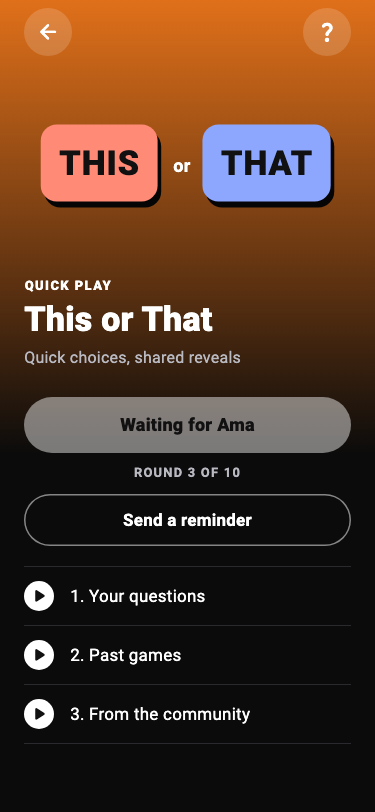 ?
THIS or THAT
QUICK PLAY
This or That
Quick choices, shared reveals
Waiting for Ama
ROUND 3 OF 10
Send a reminder
1. Your questions
2. Past games
3. From the community